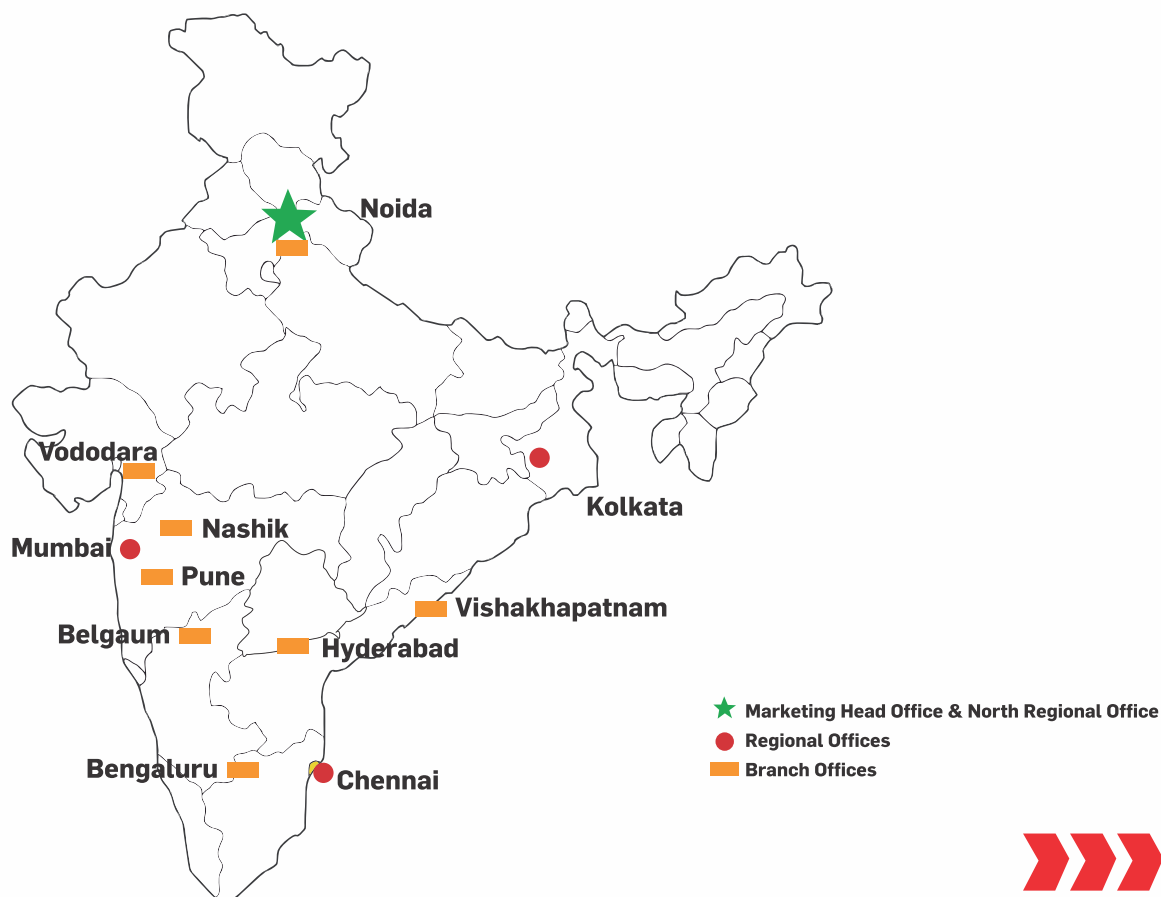 Noida
Vododara
Kolkata
Nashik
Mumbai
Pune
Vishakhapatnam
Belgaum
Hyderabad
Marketing Head Office & North Regional Office
Regional Offices
Bengaluru
Branch Offices
Chennai